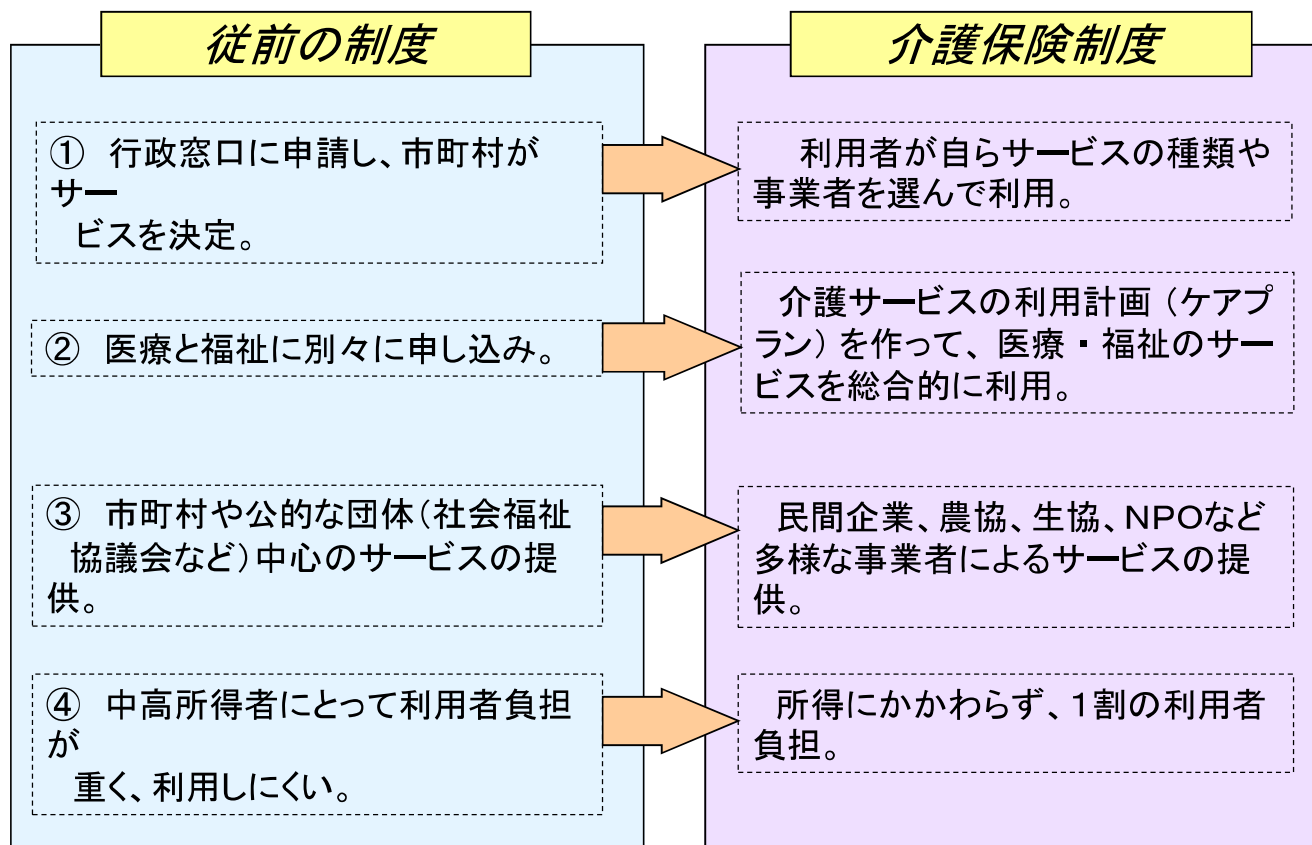 従前の制度
① 行政窓口に申請し、市町村が
サー
ビスを決定。
② 医療と福祉に別々に申し込み。
③ 市町村や公的な団体（社会福祉
協議会など）中心のサービスの提
供。
④ 中高所得者にとって利用者負担
が
重く、利用しにくい。
介護保険制度
利用者が自らサービスの種類や
事業者を選んで利用。
介護サービスの利用計画（ケアプ
ラン）を作って、医療・福祉のサー
ビスを総合的に利用。
民間企業、農協、生協、NPOなど
多様な事業者によるサービスの提
供。
所得にかかわらず、１割の利用者
負担。